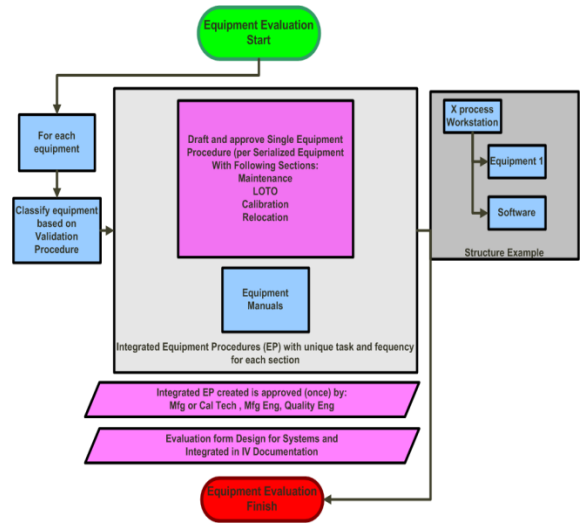 Equipment Evaluation
Start
For each
equipment
Classify equipment
based on
Validation
Procedure
Draft and approve Single Equipment
Procedure (per Serialized Equipment
With Following Sections:
Maintenance
LOTO
Calibration
Relocation
Equipment
Manuals
Integrated Equipment Procedures (EP) with unique task and fequency
for each section
X process
Workstation
Equipment 1
Software
Structure Example
Integrated EP created is approved (once) by:
Mfg or Cal Tech , Mfg Eng, Quality Eng
Evaluation form Design for Systems and
Integrated in IV Documentation
Equipment Evaluation
Finish